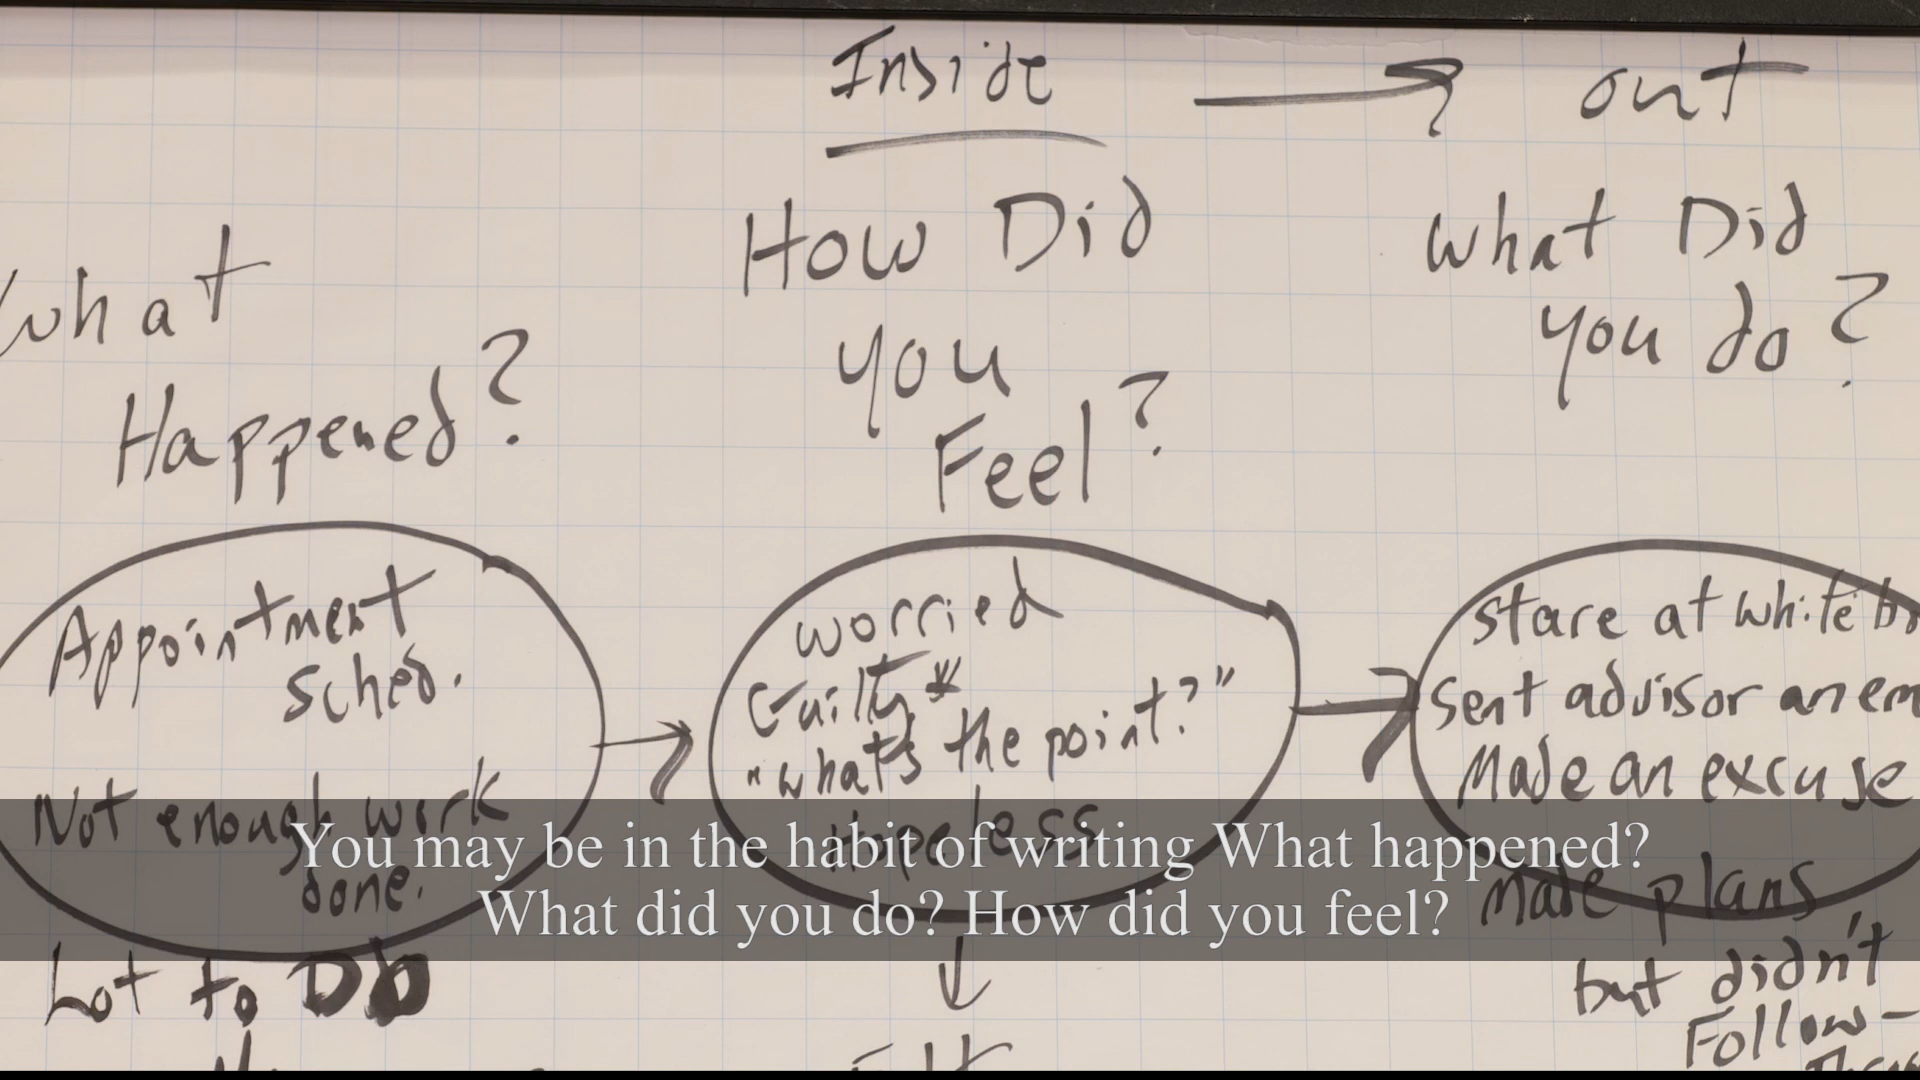 Inside → out
What
Happened?
How Did
you
Feel?
What Did
you do?
Appointment
sched.
Not enough work
done.
Lot to Do
worried
Guilty*
"what's the point?"
Hopeless
stare at white
Sent advisor an
Made an excuse
Made plans
but didn't
Follow-
You may be in the habit of writing What happened?
What did you do? How did you feel?